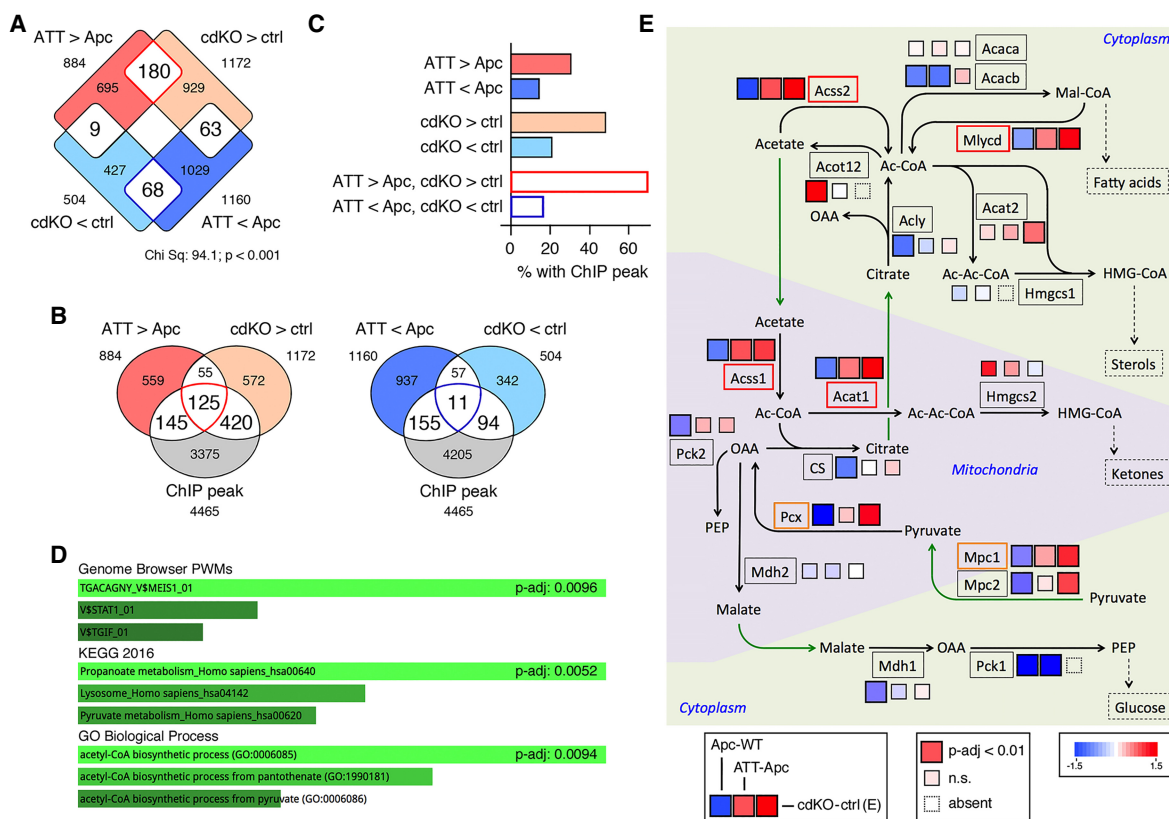 A
ATT > Apc
cdKO > ctrl
884
1172
180
695
929
9
63
427
1029
68
504
1160
cdKO < ctrl
ATT < Apc
Chi Sq: 94.1; p < 0.001
B
ATT > Apc
cdKO > ctrl
884
1172
559
55
572
125
145
420
3375
ChIP peak
4465
ATT < Apc
cdKO < ctrl
1160
504
937
57
342
11
155
94
4205
ChIP peak
4465
C
ATT > Apc
ATT < Apc
cdKO > ctrl
cdKO < ctrl
ATT > Apc, cdKO > ctrl
ATT < Apc, cdKO < ctrl
0 20 40 60
% with ChIP peak
D
Genome Browser PWMs
TGACAGNY_V$MEIS1_01 p-adj: 0.0096
V$STAT1_01
V$TGIF_01
KEGG 2016
Propanoate metabolism_Homo sapiens_hsa00640 p-adj: 0.0052
Lysosome_Homo sapiens_hsa04142
Pyruvate metabolism_Homo sapiens_hsa00620
GO Biological Process
acetyl-CoA biosynthetic process (GO:0006085) p-adj: 0.0094
acetyl-CoA biosynthetic process from pantothenate (GO:1990181)
acetyl-CoA biosynthetic process from pyruvate (GO:0006086)
E
Cytoplasm
Acaca
Acacb
Acss2
Mal-CoA
Mlycd
Acetate
Acot12
Ac-CoA
Fatty acids
OAA
Acly
Acat2
Citrate
Ac-Ac-CoA
HMG-CoA
Hmgcs1
Acetate
Sterols
Acss1
Acat1
Hmgcs2
Ac-CoA
Ac-Ac-CoA
HMG-CoA
Pck2
OAA
Citrate
CS
Mitochondria
Ketones
Pcx
PEP
Pyruvate
Mpc1
Mpc2
Mdh2
Pyruvate
Malate
Malate
OAA
PEP
Mdh1
Pck1
Glucose
Cytoplasm
Apc-WT
ATT-Apc
cdKO-ctrl (E)
p-adj < 0.01
n.s.
absent
-1.5 1.5